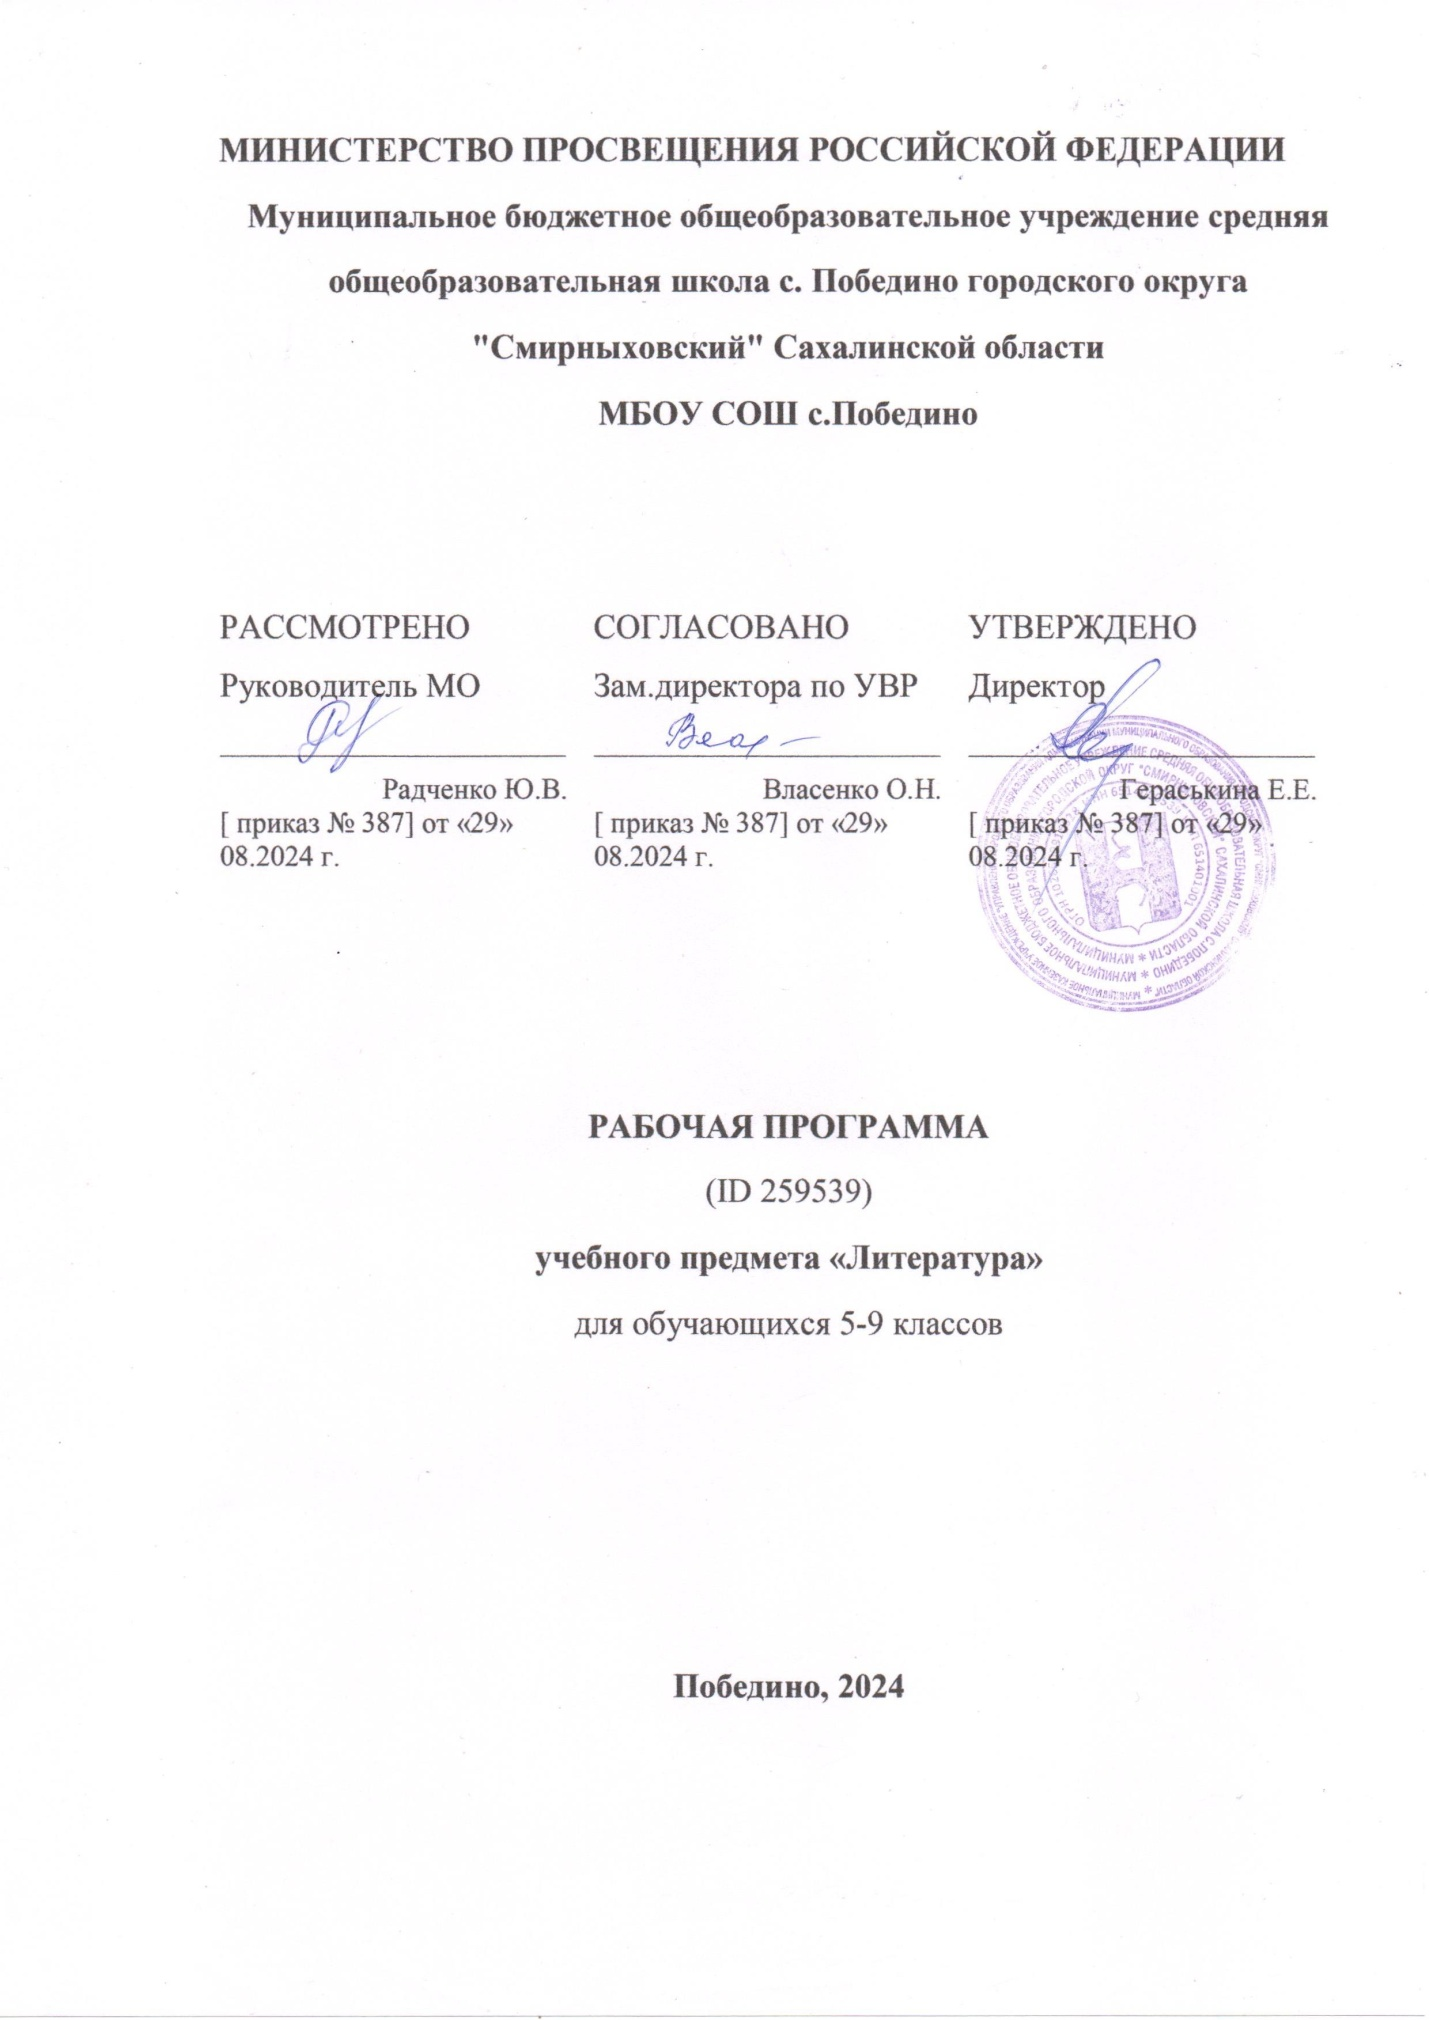 МИНИСТЕРСТВО ПРОСВЕЩЕНИЯ РОССИЙСКОЙ ФЕДЕРАЦИИ
Муниципальное бюджетное общеобразовательное учреждение средняя
общеобразовательная школа с. Победино городского округа
"Смирныховский" Сахалинской области
МБОУ СОШ с.Победино
РАССМОТРЕНО
Руководитель МО
Радченко Ю.В.
[ приказ № 387] от «29»
08.2024 г.
СОГЛАСОВАНО
Зам.директора по УВР
Власенко О.Н.
[ приказ № 387] от «29»
08.2024 г.
УТВЕРЖДЕНО
Директор
Гераськина Е.Е.
[ приказ № 387] от «29»
08.2024 г.
РАБОЧАЯ ПРОГРАММА
(ID 259539)
учебного предмета «Литература»
для обучающихся 5-9 классов
Победино, 2024